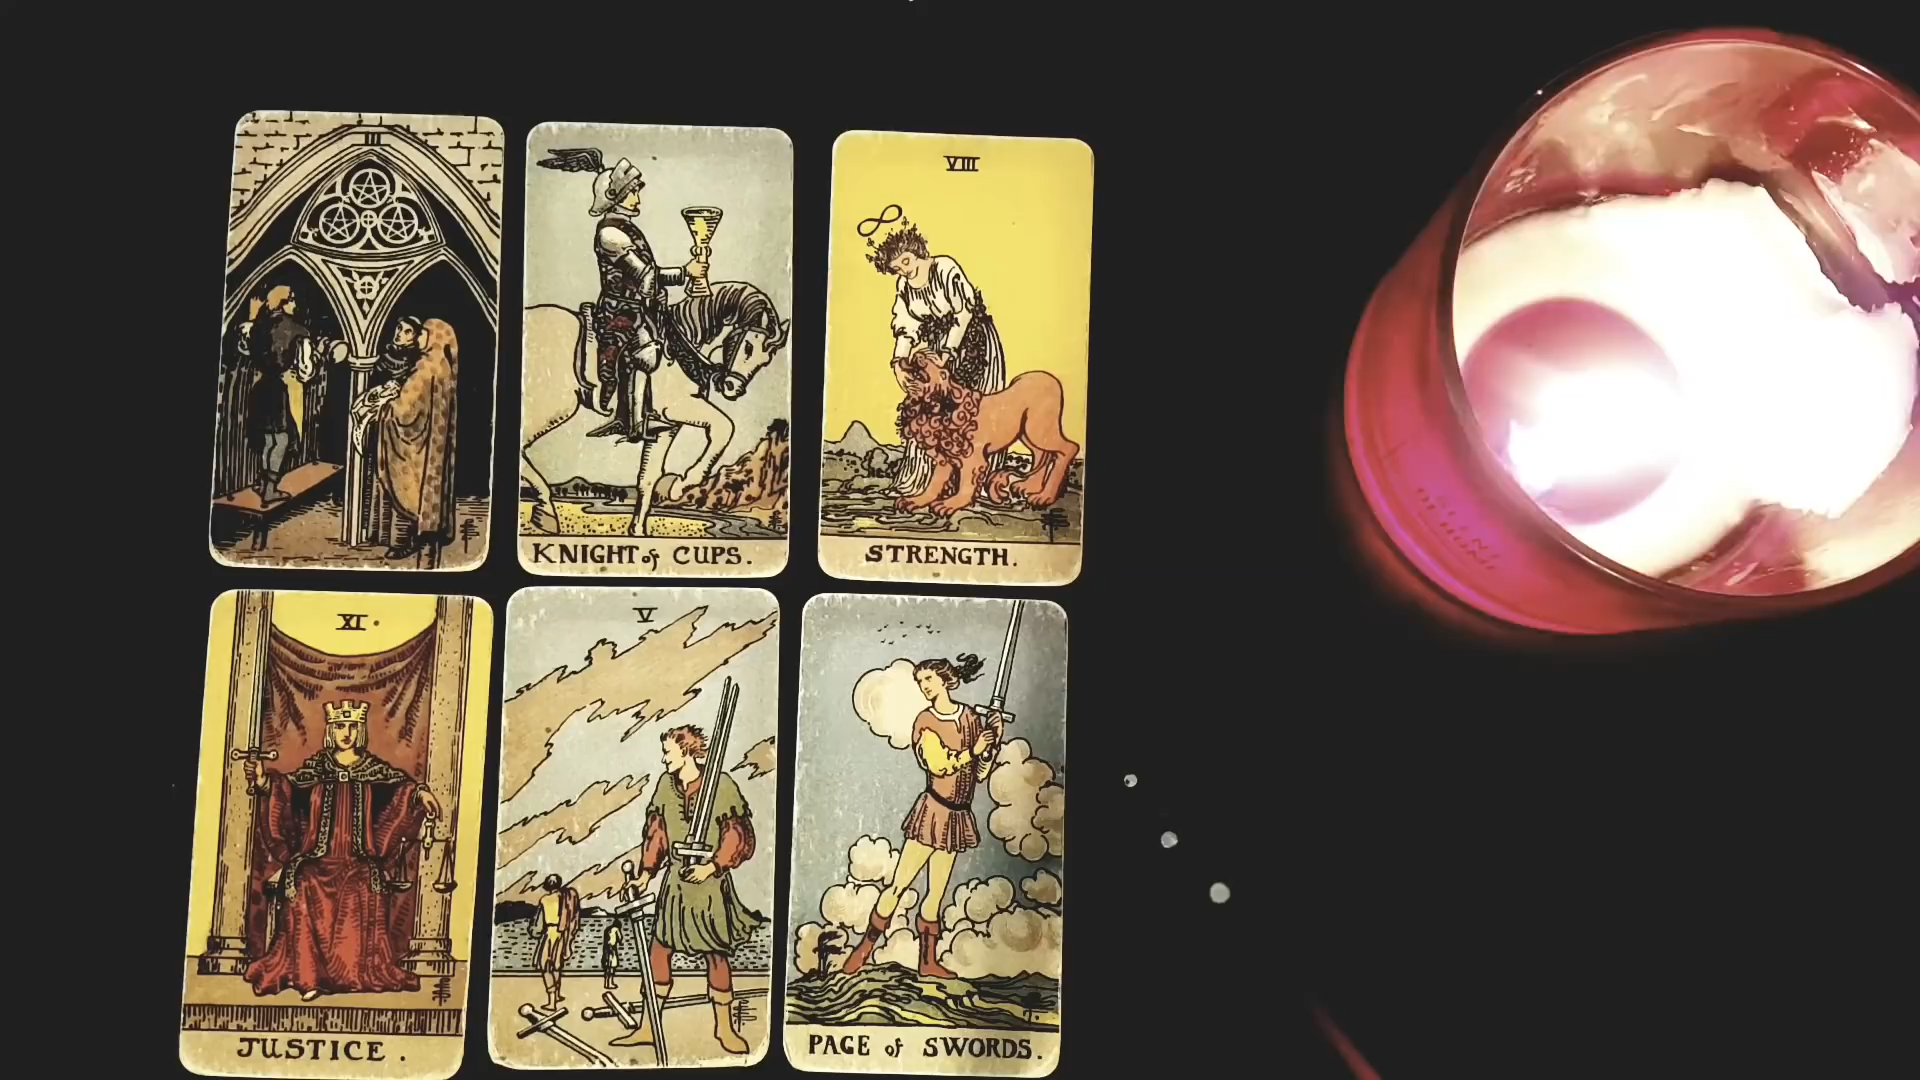 III
KNIGHT of CUPS.
VIII
STRENGTH.
XI.
JUSTICE.
V
PAGE of SWORDS.